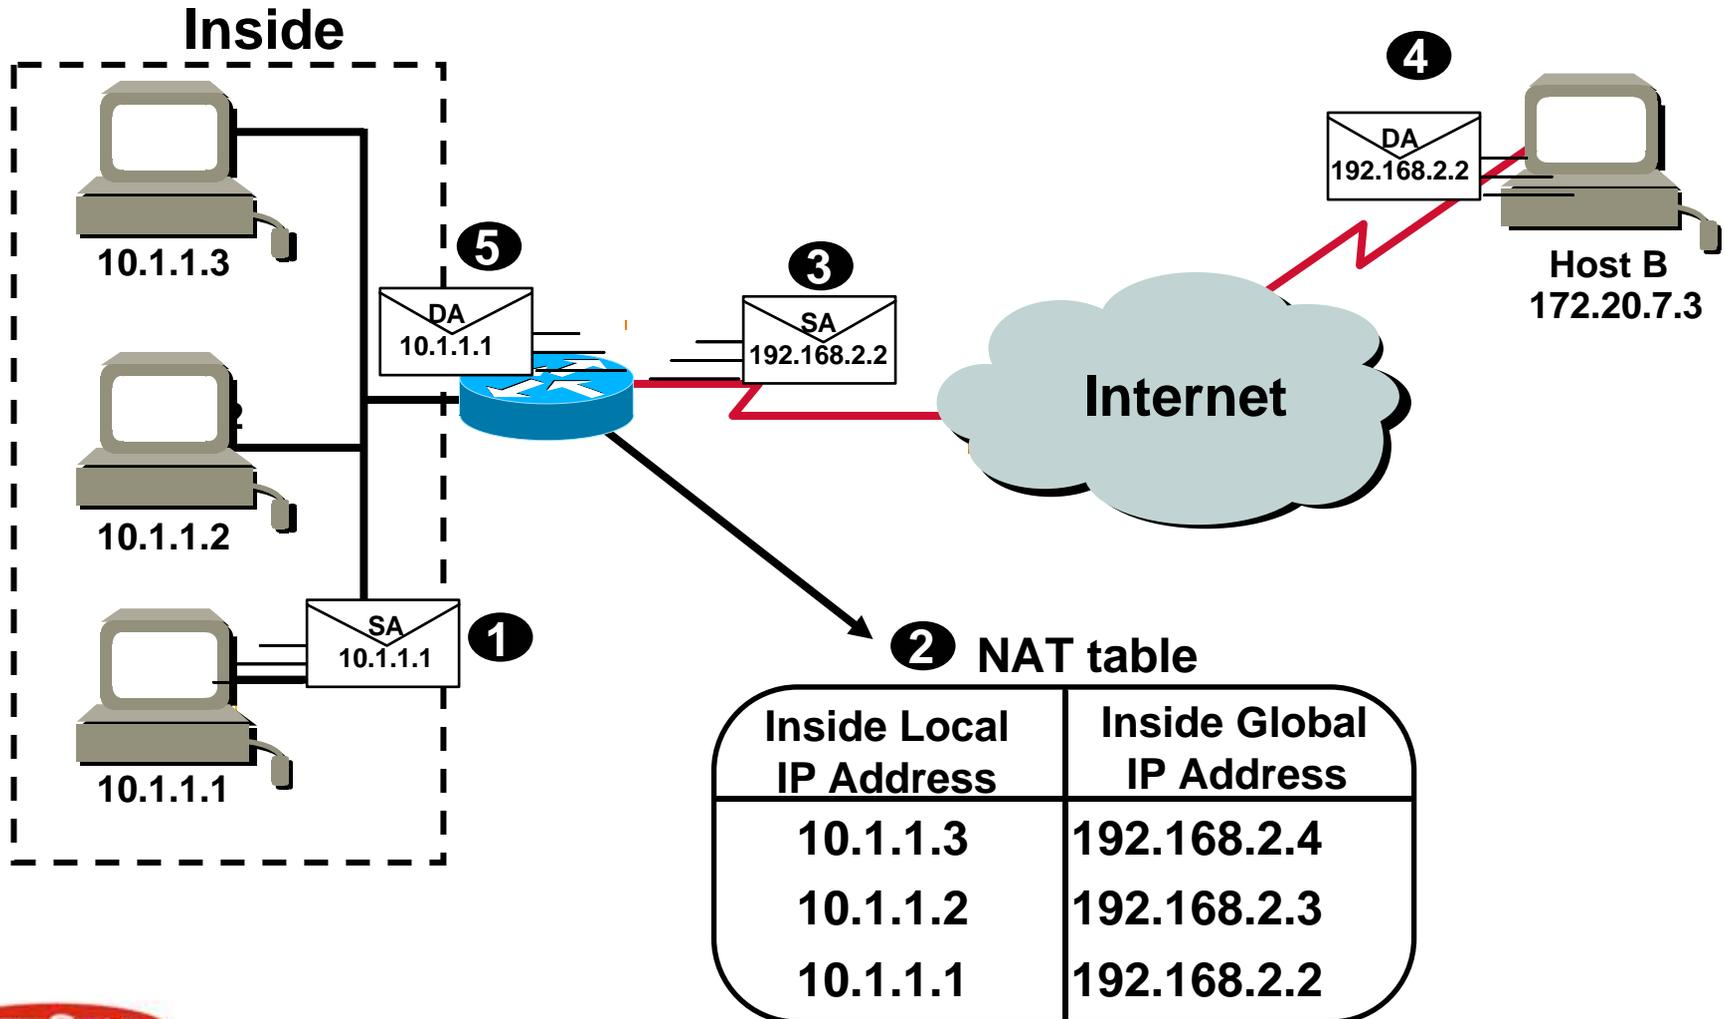 Inside
4
DA
192.168.2.2
10.1.1.3
5
3
Host B
172.20.7.3
DA
10.1.1.1
SA
192.168.2.2
Internet
2
10.1.1.2
SA
10.1.1.1
1
10.1.1.1
2 NAT table
Inside Local
IP Address
Inside Global
IP Address
10.1.1.3 192.168.2.4
10.1.1.2 192.168.2.3
10.1.1.1 192.168.2.2